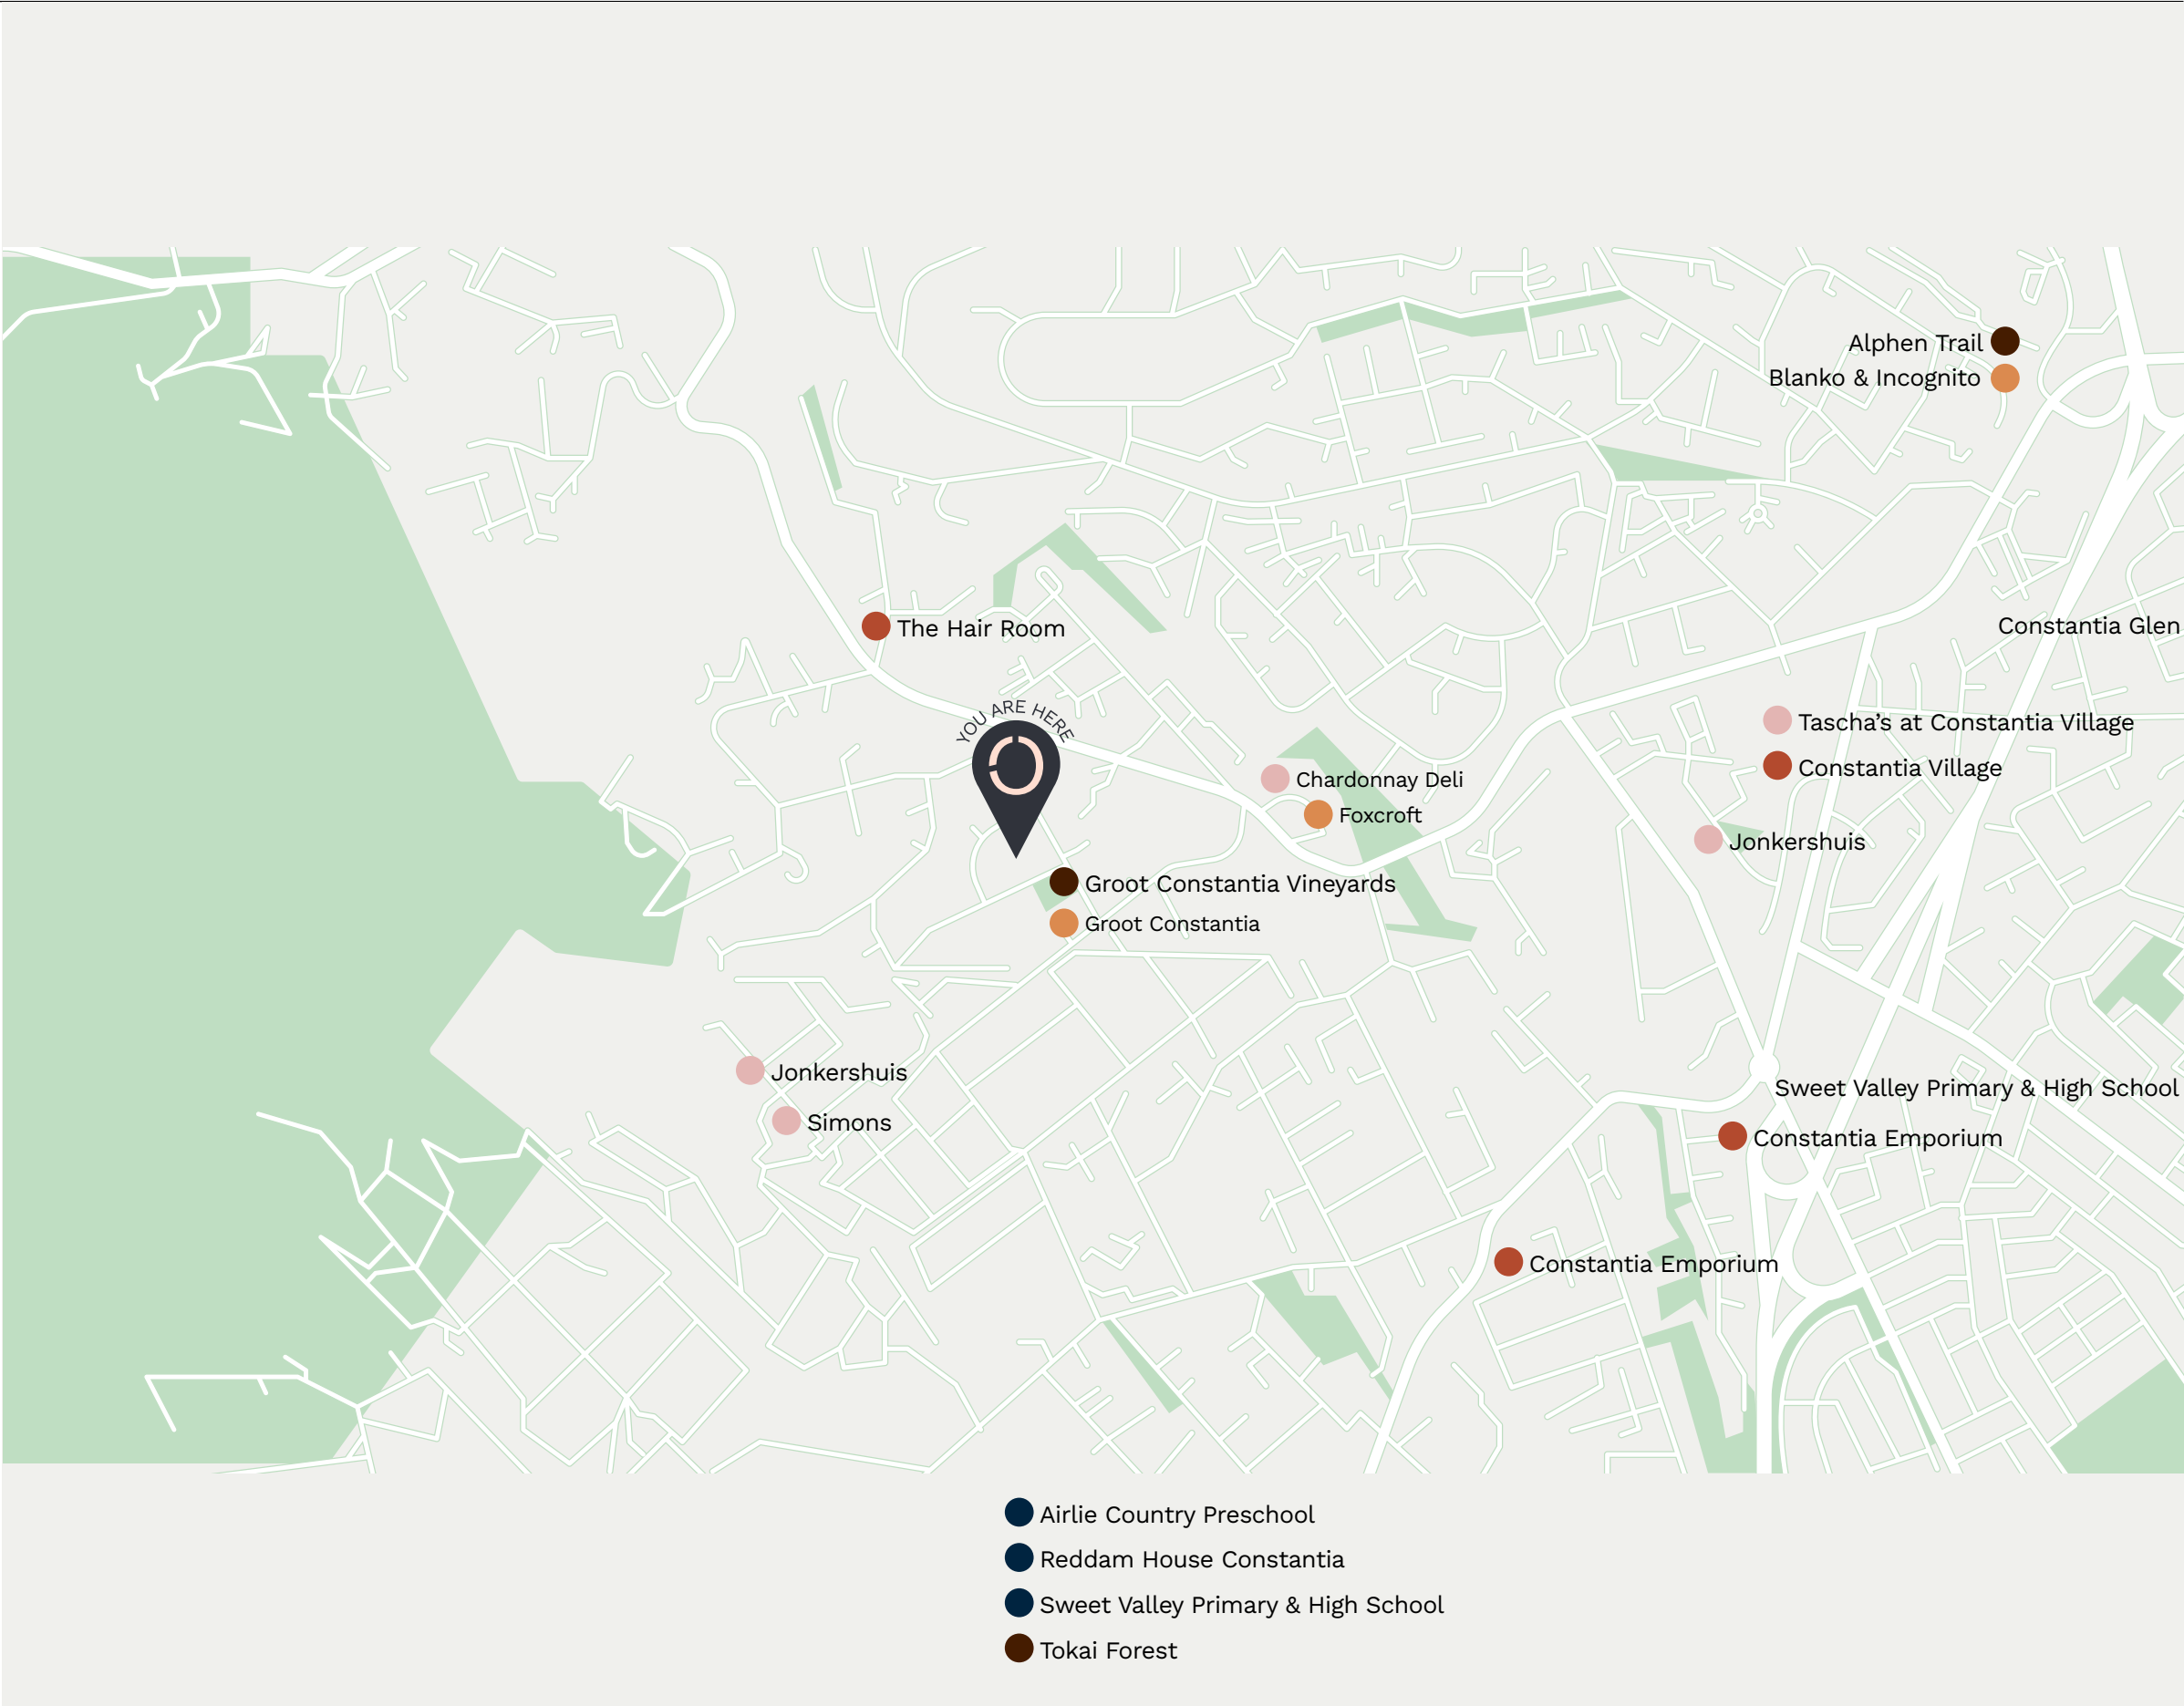 Alphen Trail
Blanko & Incognito
The Hair Room
Constantia Glen
YOU ARE HERE
Tascha’s at Constantia Village
Constantia Village
Chardonnay Deli
Foxcroft
Jonkershuis
Groot Constantia Vineyards
Groot Constantia
Jonkershuis
Sweet Valley Primary & High School
Simons
Constantia Emporium
Constantia Emporium
Airlie Country Preschool
Reddam House Constantia
Sweet Valley Primary & High School
Tokai Forest